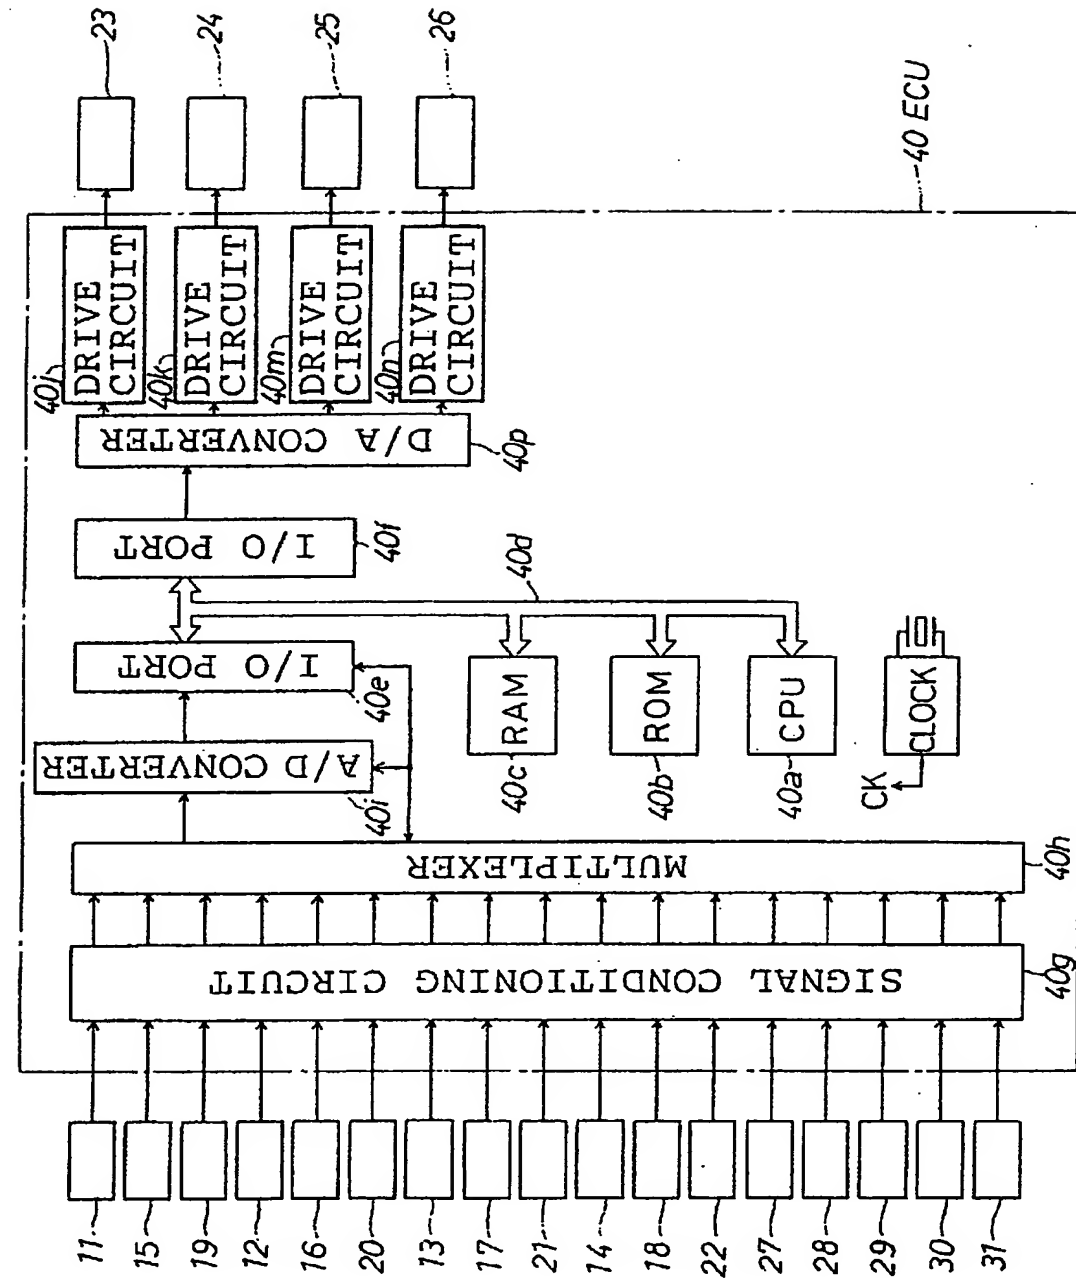 23
24
25
26
40 ECU
40j
DRIVE
CIRCUIT
40k
DRIVE
CIRCUIT
40m
DRIVE
CIRCUIT
40n
DRIVE
CIRCUIT
D/A CONVERTER
40p
I/O PORT
40f
40d
I/O PORT
40e
A/D CONVERTER
40i
RAM
40c
ROM
40b
CPU
40a
CLOCK
CK
MULTIPLEXER
40h
SIGNAL CONDITIONING CIRCUIT
40g
11
15
19
12
16
20
13
17
21
14
18
22
27
28
29
30
31